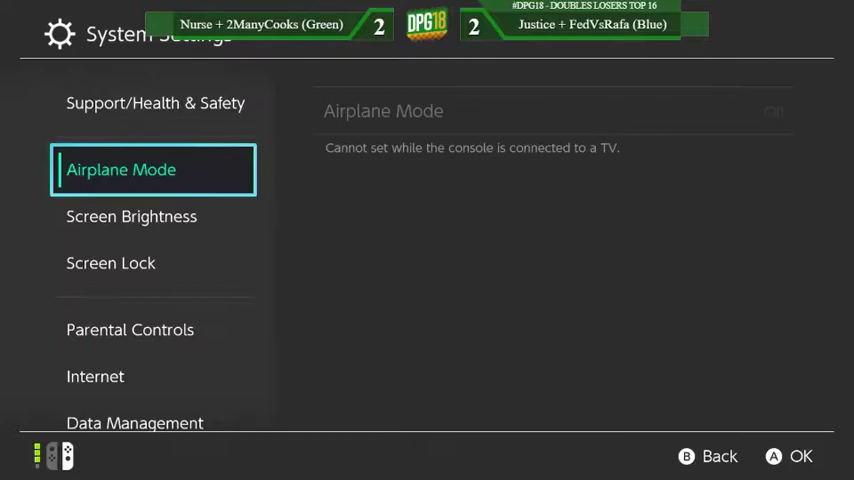 #DPG18 - DOUBLES LOSERS TOP 16
Nurse + 2ManyCooks (Green) 2 DPG18 2 Justice + FedVsRafa (Blue)
System Settings
Support/Health & Safety
Airplane Mode
Screen Brightness
Screen Lock
Parental Controls
Internet
Data Management
Airplane Mode Off
Cannot set while the console is connected to a TV.
B Back A OK